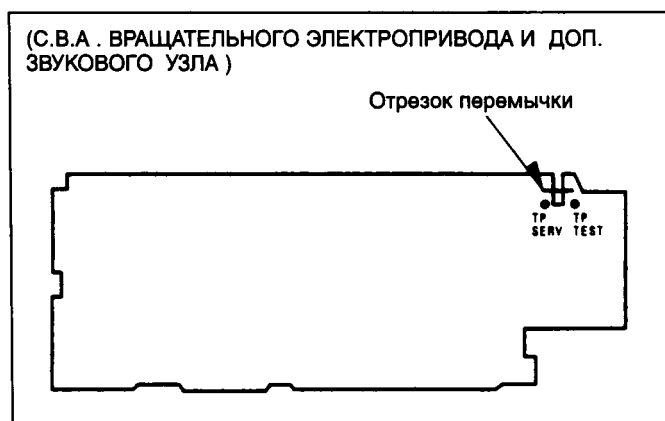 (С.В.А . ВРАЩАТЕЛЬНОГО ЭЛЕКТРОПРИВОДА И ДОП.
ЗВУКОВОГО УЗЛА )
Отрезок перемычки
TP TP
SERV TEST